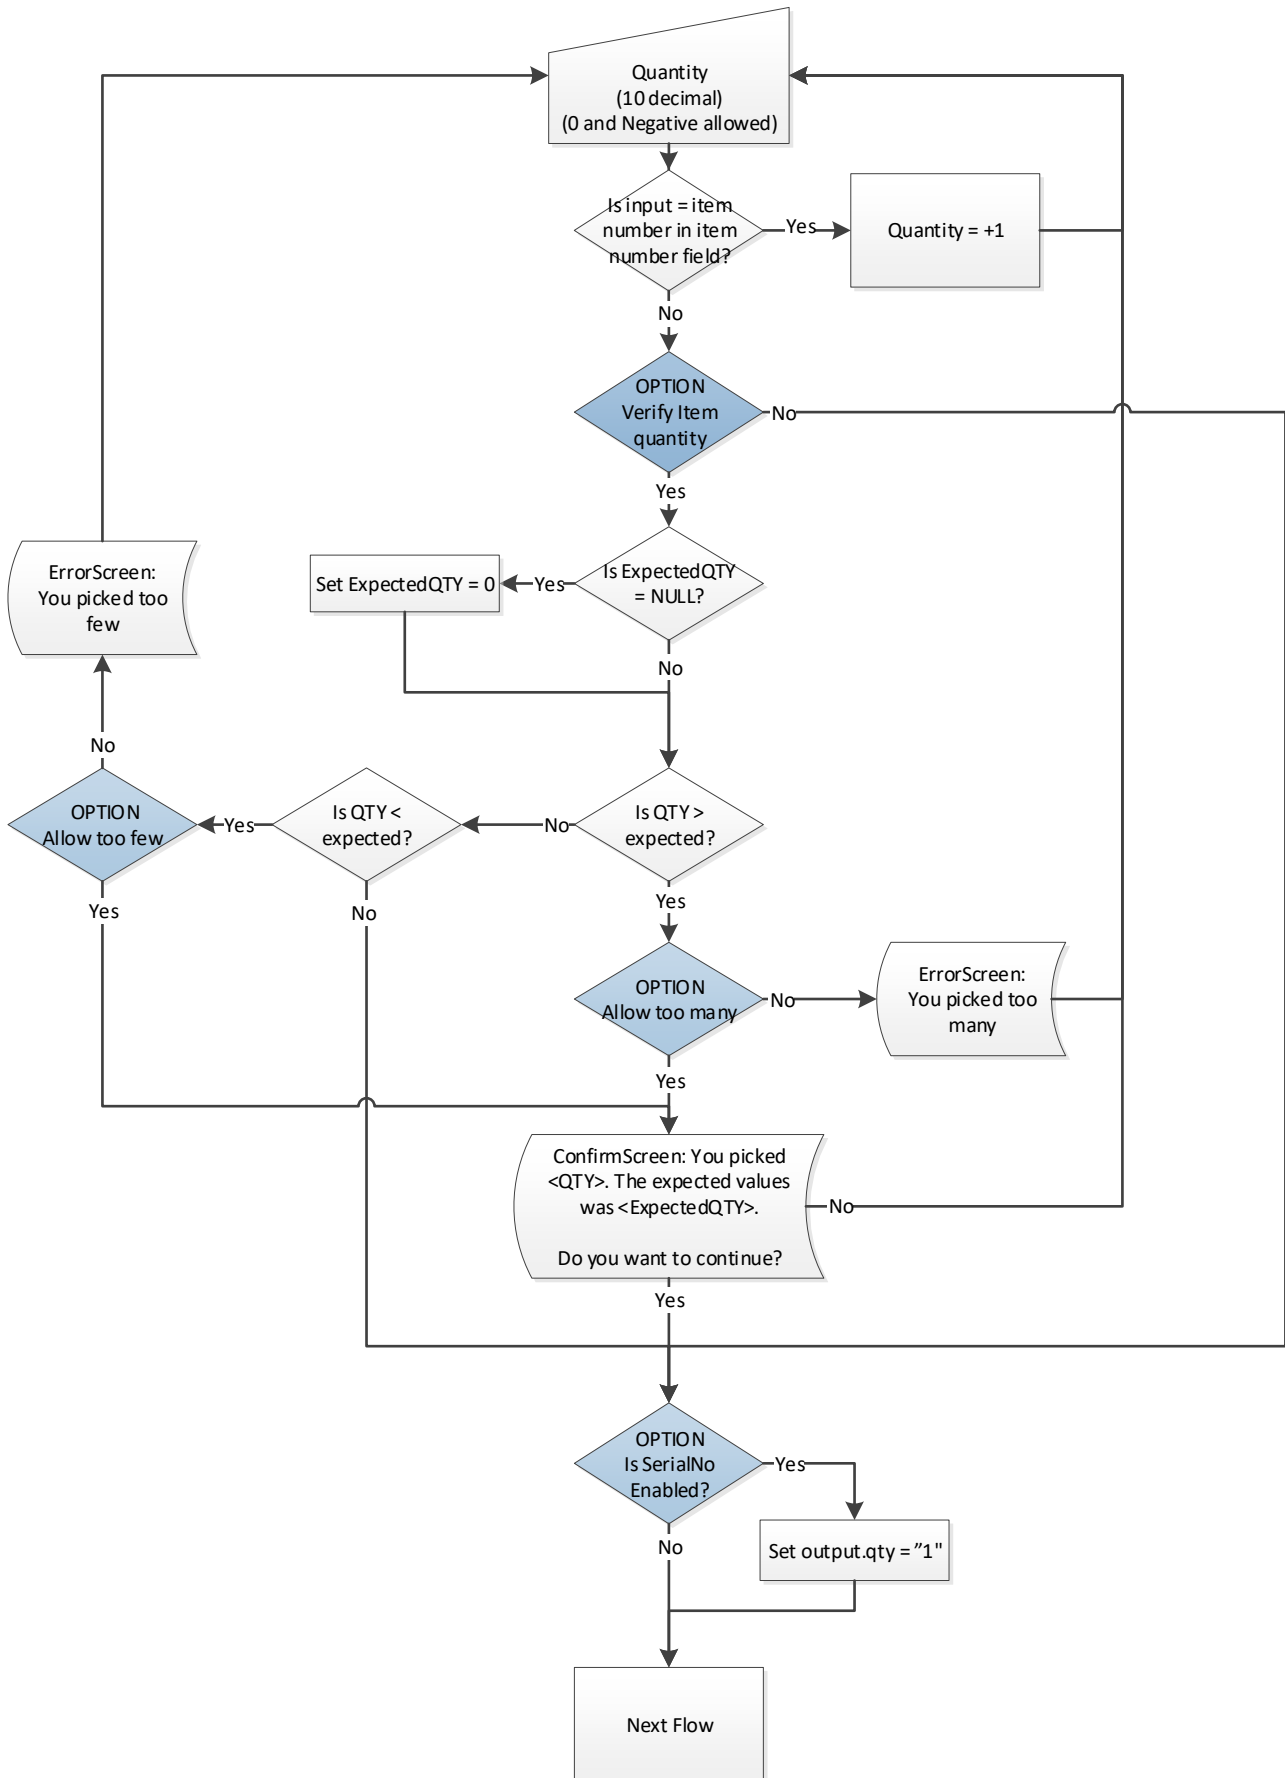 Quantity
(10 decimal)
(0 and Negative allowed)
Is input = item
number in item
number field?
Yes
Quantity = +1
No
OPTION
Verify Item
quantity
No
Yes
ErrorScreen:
You picked too
few
Set ExpectedQTY = 0
Yes
Is ExpectedQTY
= NULL?
No
No
OPTION
Allow too few
Yes
Is QTY <
expected?
No
Is QTY >
expected?
Yes
No
Yes
OPTION
Allow too many
No
ErrorScreen:
You picked too
many
Yes
ConfirmScreen: You picked
<QTY>. The expected values
was <ExpectedQTY>.
Do you want to continue?
No
Yes
OPTION
Is SerialNo
Enabled?
Yes
No
Set output.qty = ”1"
Next Flow